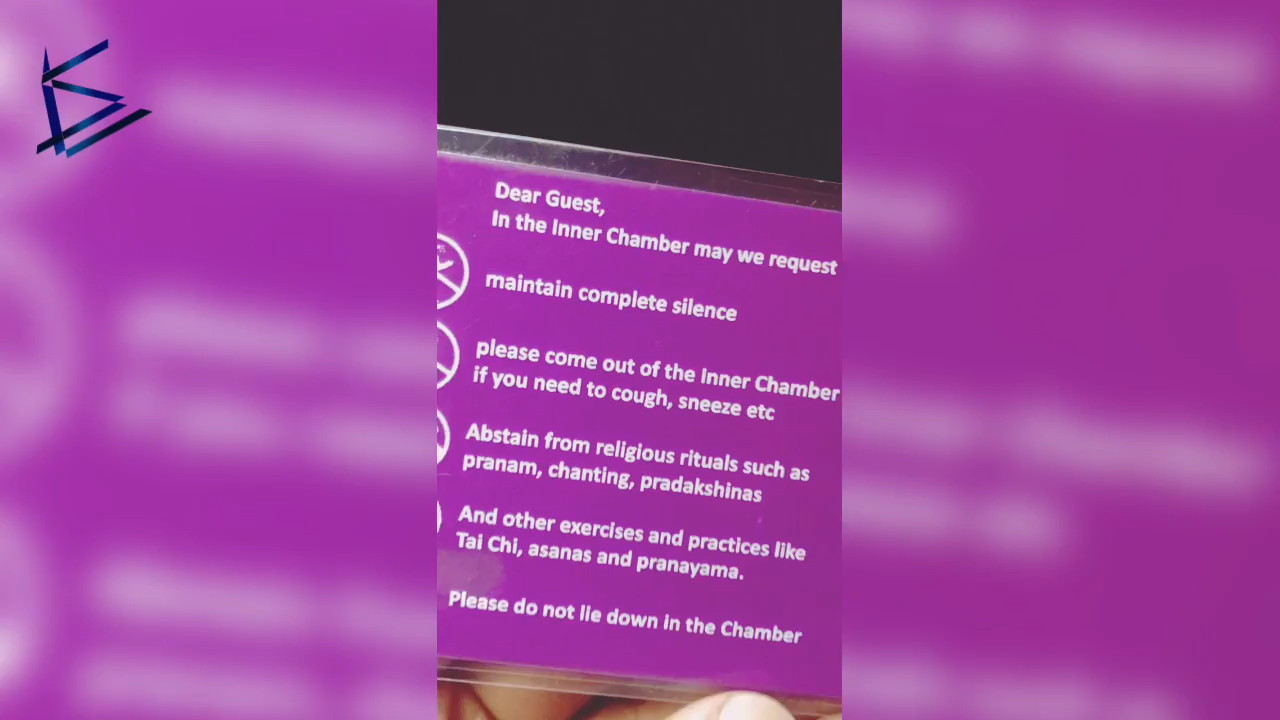 Dear Guest,
In the Inner Chamber may we request
maintain complete silence
please come out of the Inner Chamber
if you need to cough, sneeze etc
Abstain from religious rituals such as
pranam, chanting, pradakshinas
And other exercises and practices like
Tai Chi, asanas and pranayama.
Please do not lie down in the Chamber